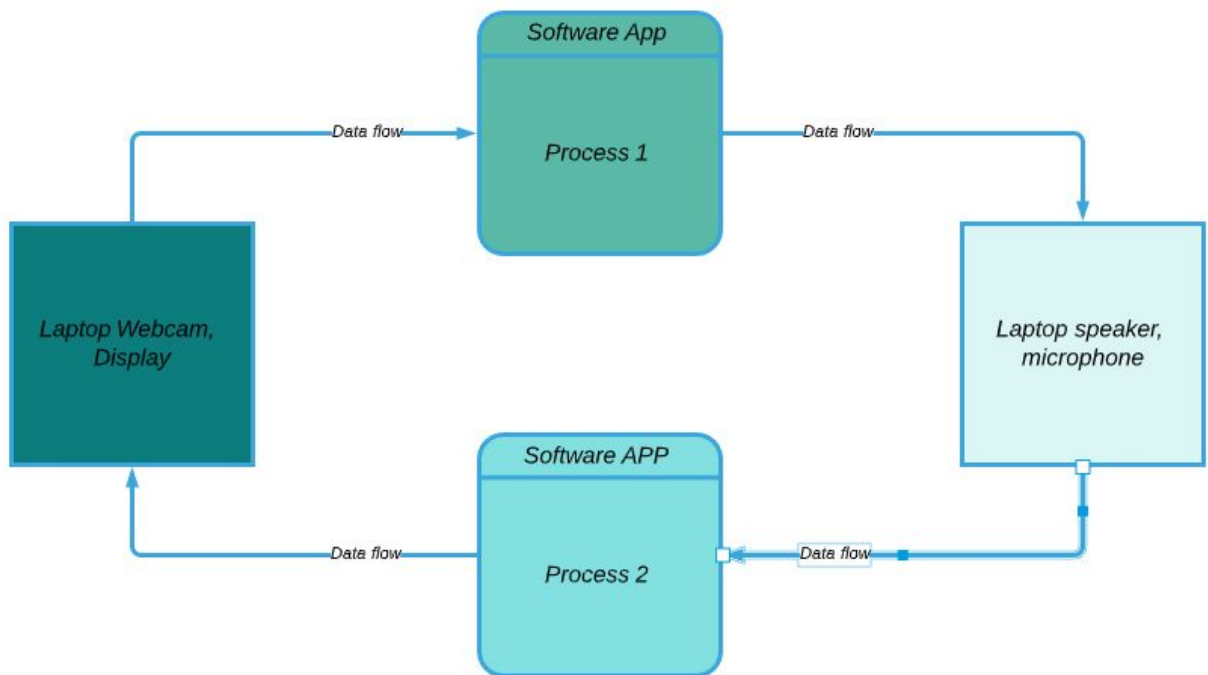 Software App
Data flow
Process 1
Data flow
Laptop Webcam,
Display
Laptop speaker,
microphone
Software APP
Data flow
Process 2
Data flow